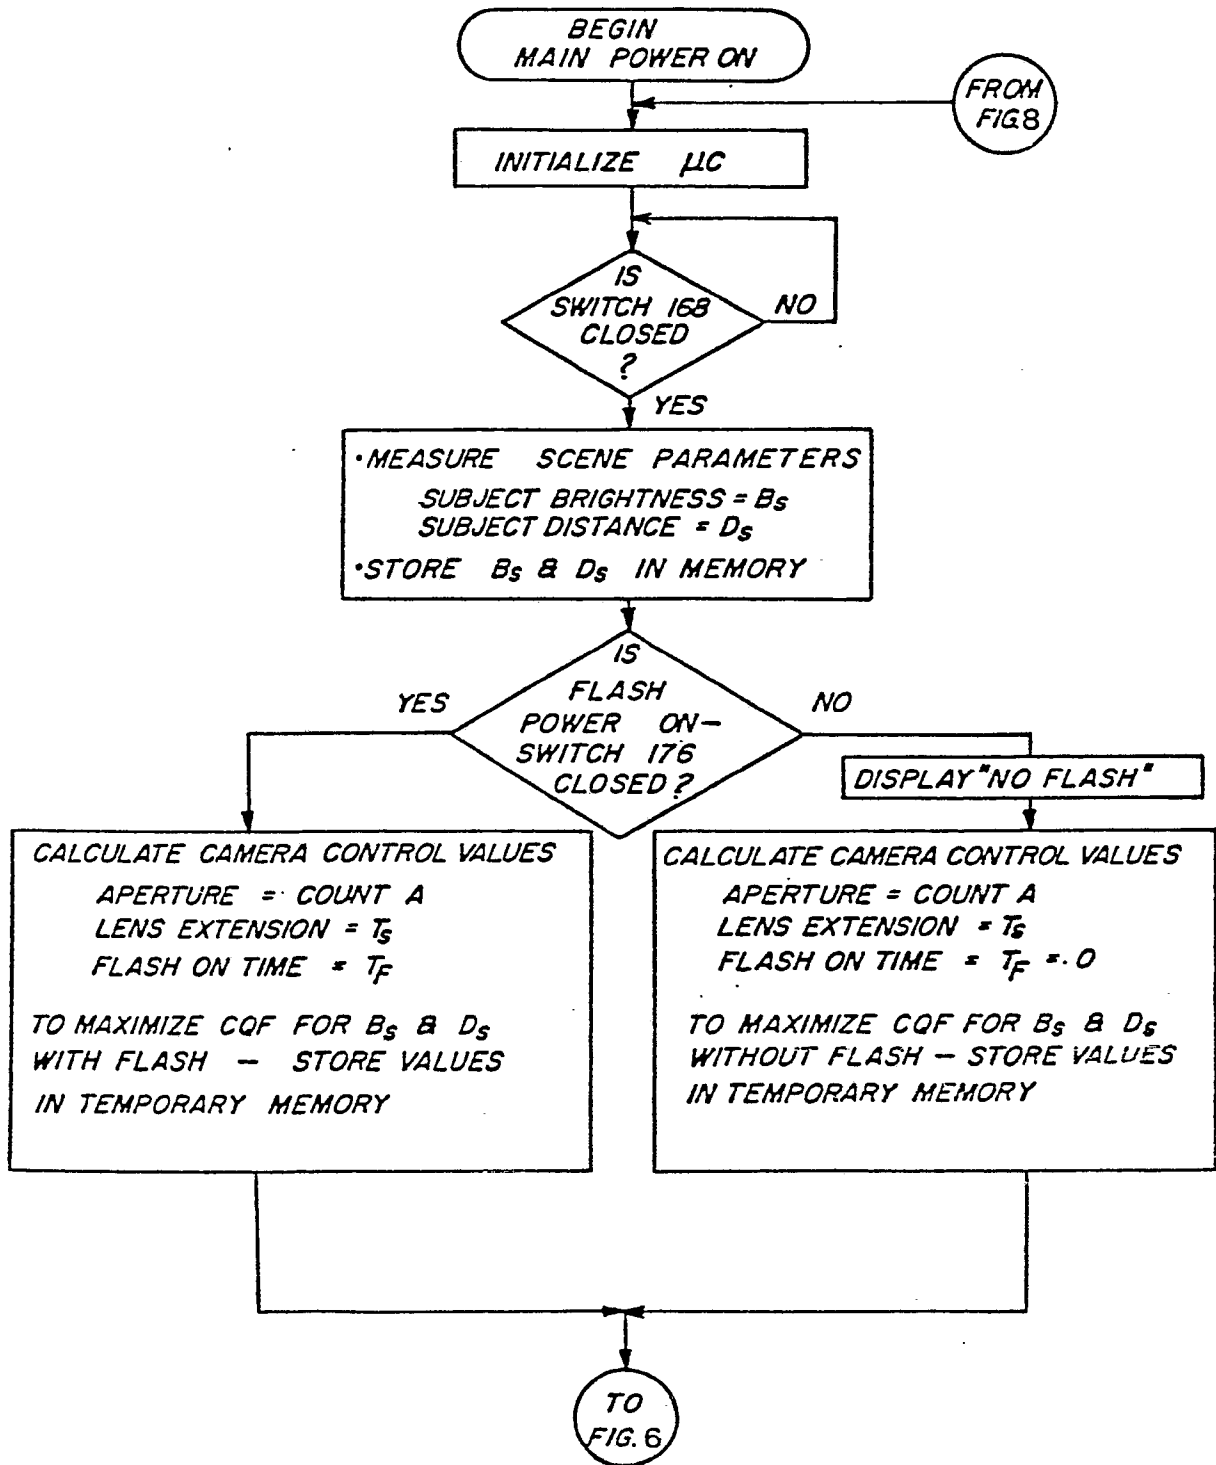 BEGIN
MAIN POWER ON
FROM
FIG.8
INITIALIZE μC
IS
SWITCH 168
CLOSED
?
NO
YES
•MEASURE SCENE PARAMETERS
SUBJECT BRIGHTNESS = Bs
SUBJECT DISTANCE = Ds
•STORE Bs & Ds IN MEMORY
IS
FLASH
POWER ON—
SWITCH 176
CLOSED?
YES
NO
DISPLAY "NO FLASH"
CALCULATE CAMERA CONTROL VALUES
APERTURE = COUNT A
LENS EXTENSION = Ts
FLASH ON TIME = TF
TO MAXIMIZE CQF FOR Bs & Ds
WITH FLASH — STORE VALUES
IN TEMPORARY MEMORY
CALCULATE CAMERA CONTROL VALUES
APERTURE = COUNT A
LENS EXTENSION = Ts
FLASH ON TIME = TF = 0
TO MAXIMIZE CQF FOR Bs & Ds
WITHOUT FLASH — STORE VALUES
IN TEMPORARY MEMORY
TO
FIG. 6